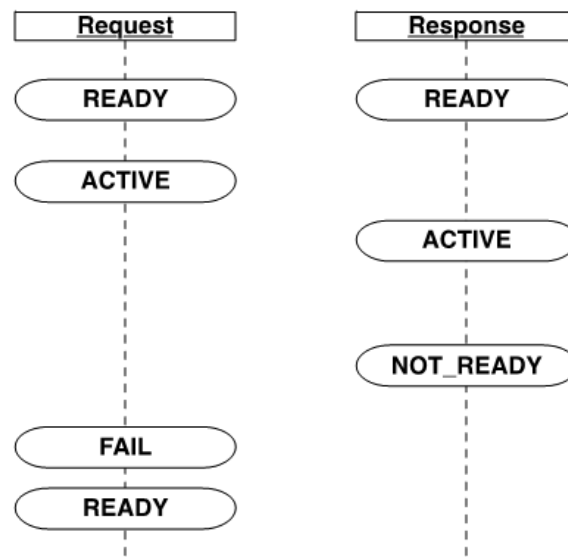 Request
Response
READY
READY
ACTIVE
ACTIVE
NOT_READY
FAIL
READY